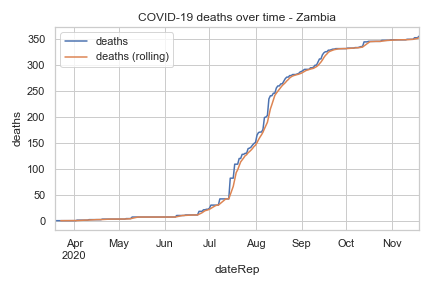 COVID-19 deaths over time - Zambia
deaths
deaths (rolling)
350
300
250
200
150
100
50
0
deaths
Apr May Jun Jul Aug Sep Oct Nov
2020
dateRep